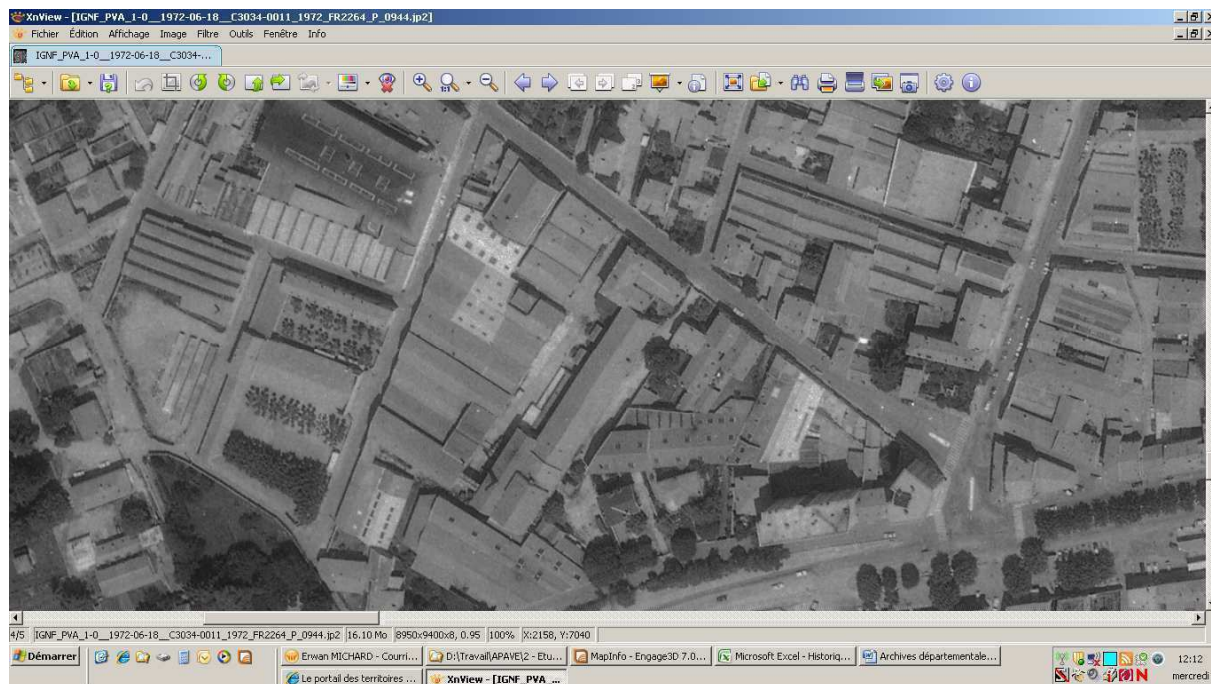 XnView - [IGNF_PVA_1-0__1972-06-18__C3034-0011_1972_FR2264_P_0944.jp2]
Fichier Édition Affichage Image Filtre Outils Fenêtre Info
IGNF_PVA_1-0__1972-06-18__C3034-...
4/5 IGNF_PVA_1-0__1972-06-18__C3034-0011_1972_FR2264_P_0944.jp2 16.10 Mo 8950x9400x8, 0.95 100% X:2158, Y:7040
Démarrer Erwan MICHARD - Courri... D:\Travail\APAVE\2 - Etu... MapInfo - Engage3D 7.0... Microsoft Excel - Historiq... Archives départementale... 12:12
Le portail des territoires ... XnView - [IGNF_PVA_... mercredi